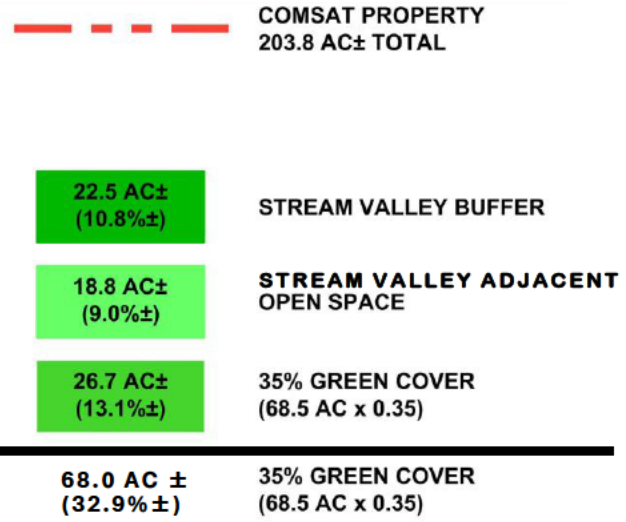 COMSAT PROPERTY
203.8 AC± TOTAL
22.5 AC±
(10.8%±)
STREAM VALLEY BUFFER
18.8 AC±
(9.0%±)
STREAM VALLEY ADJACENT
OPEN SPACE
26.7 AC±
(13.1%±)
35% GREEN COVER
(68.5 AC x 0.35)
68.0 AC ±
(32.9%±)
35% GREEN COVER
(68.5 AC x 0.35)